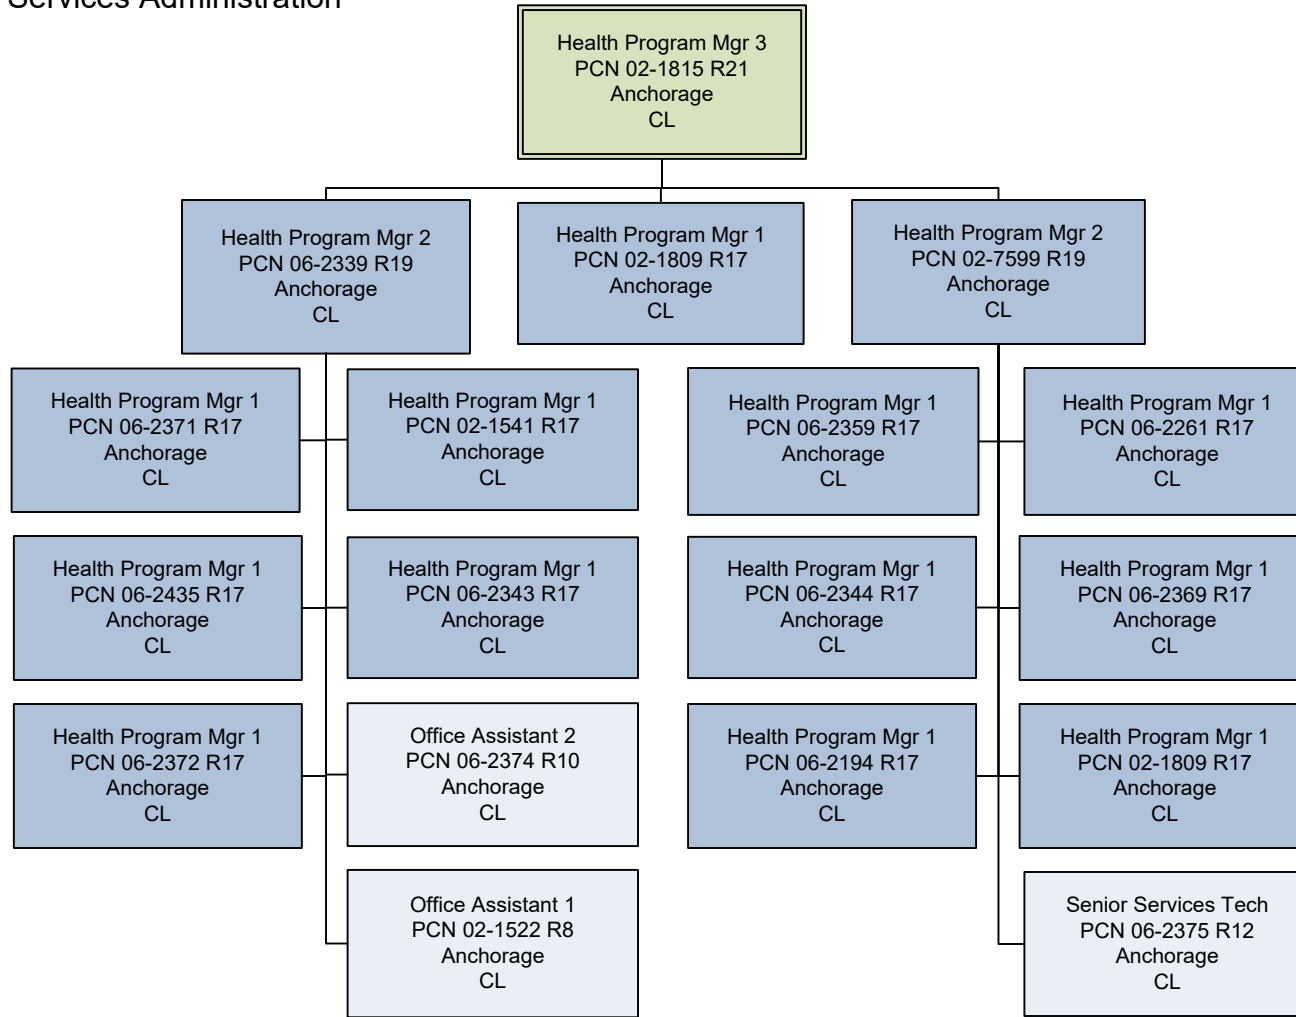 Services Administration
Health Program Mgr 3
PCN 02-1815 R21
Anchorage
CL
Health Program Mgr 2
PCN 06-2339 R19
Anchorage
CL
Health Program Mgr 1
PCN 02-1809 R17
Anchorage
CL
Health Program Mgr 2
PCN 02-7599 R19
Anchorage
CL
Health Program Mgr 1
PCN 06-2371 R17
Anchorage
CL
Health Program Mgr 1
PCN 02-1541 R17
Anchorage
CL
Health Program Mgr 1
PCN 06-2359 R17
Anchorage
CL
Health Program Mgr 1
PCN 06-2261 R17
Anchorage
CL
Health Program Mgr 1
PCN 06-2435 R17
Anchorage
CL
Health Program Mgr 1
PCN 06-2343 R17
Anchorage
CL
Health Program Mgr 1
PCN 06-2344 R17
Anchorage
CL
Health Program Mgr 1
PCN 06-2369 R17
Anchorage
CL
Health Program Mgr 1
PCN 06-2372 R17
Anchorage
CL
Office Assistant 2
PCN 06-2374 R10
Anchorage
CL
Health Program Mgr 1
PCN 06-2194 R17
Anchorage
CL
Health Program Mgr 1
PCN 02-1809 R17
Anchorage
CL
Office Assistant 1
PCN 02-1522 R8
Anchorage
CL
Senior Services Tech
PCN 06-2375 R12
Anchorage
CL